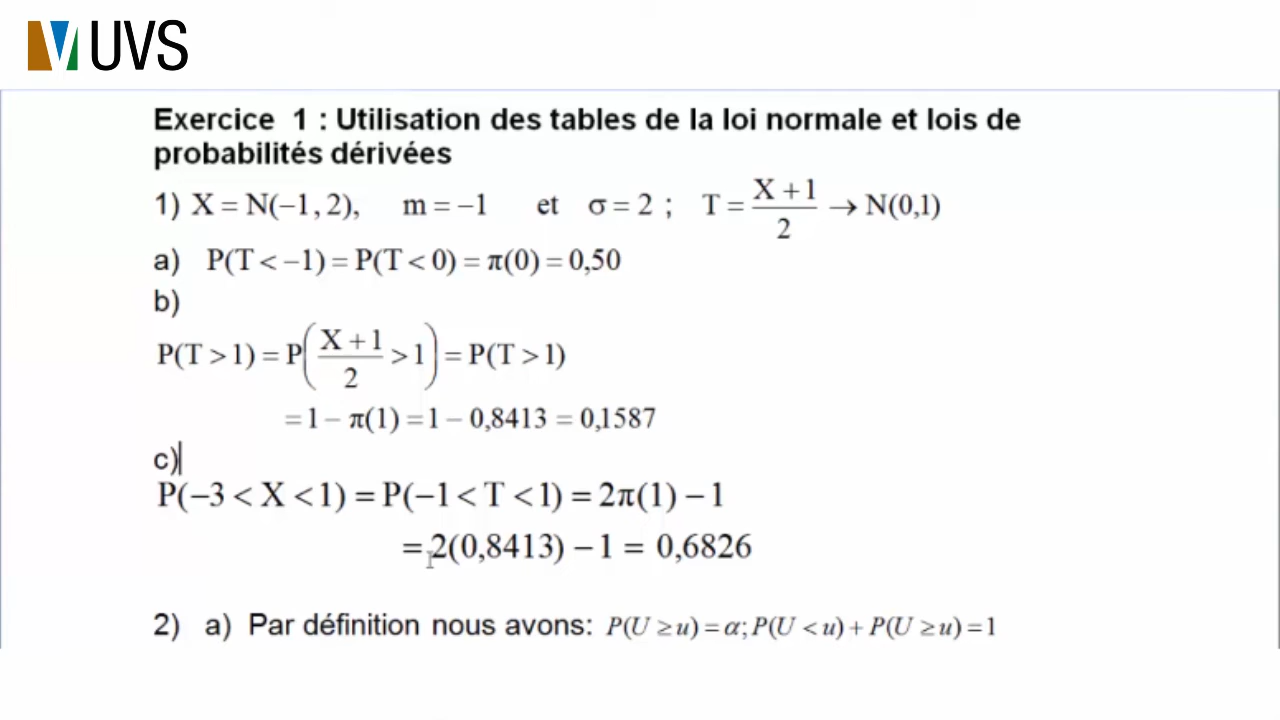 UVS
Exercice 1 : Utilisation des tables de la loi normale et lois de
probabilités dérivées
1) X = N(−1, 2), m = −1 et σ = 2 ; T = (X + 1)/2 → N(0,1)
a) P(T < −1) = P(T < 0) = π(0) = 0,50
b)
P(T > 1) = P((X + 1)/2 > 1) = P(T > 1)
= 1 − π(1) = 1 − 0,8413 = 0,1587
c)
P(−3 < X < 1) = P(−1 < T < 1) = 2π(1) − 1
= 2(0,8413) − 1 = 0,6826
2) a) Par définition nous avons: P(U ≥ u) = α; P(U < u) + P(U ≥ u) = 1